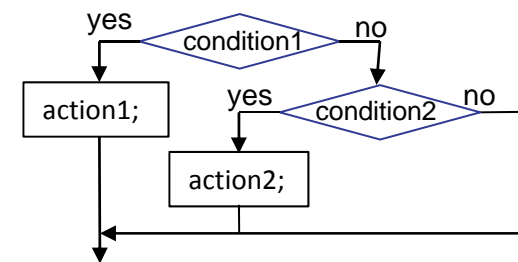 yes
condition1
no
action1;
yes
condition2
no
action2;